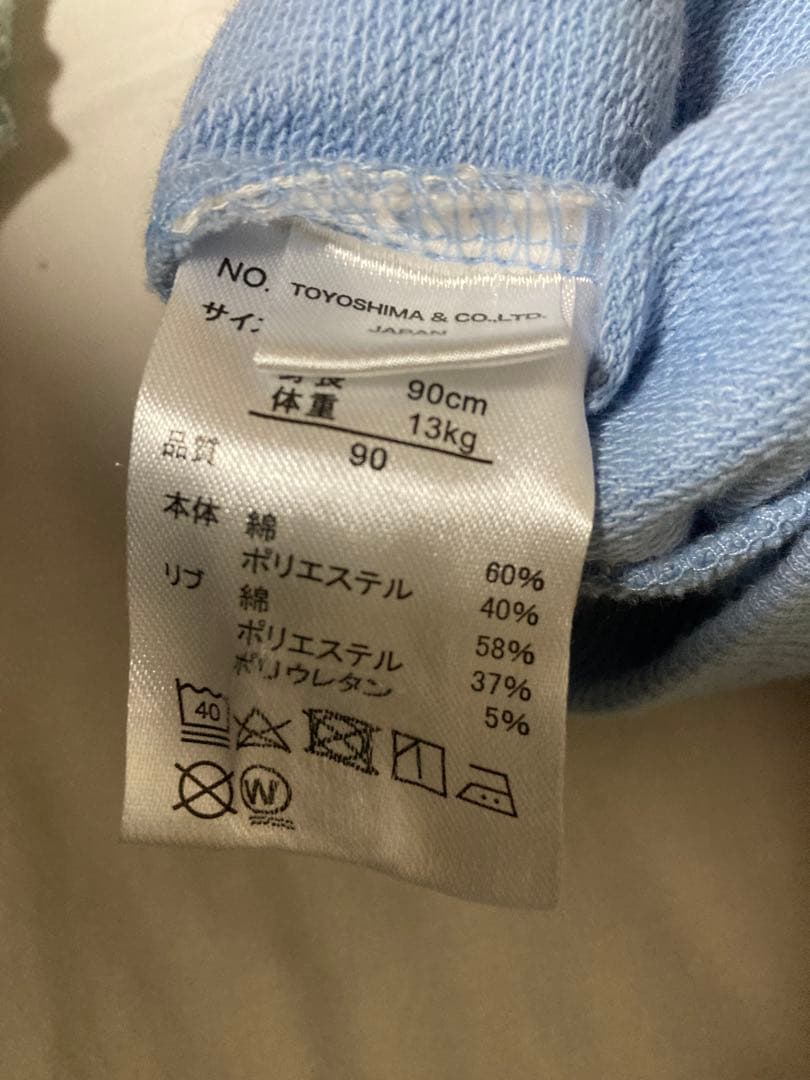 NO.
TOYOSHIMA & CO.,LTD.
JAPAN
サイ
身長 90cm
体重 13kg
90
品質
本体 綿 60%
ポリエステル 40%
リブ 綿 58%
ポリエステル 37%
ポリウレタン 5%
40
W